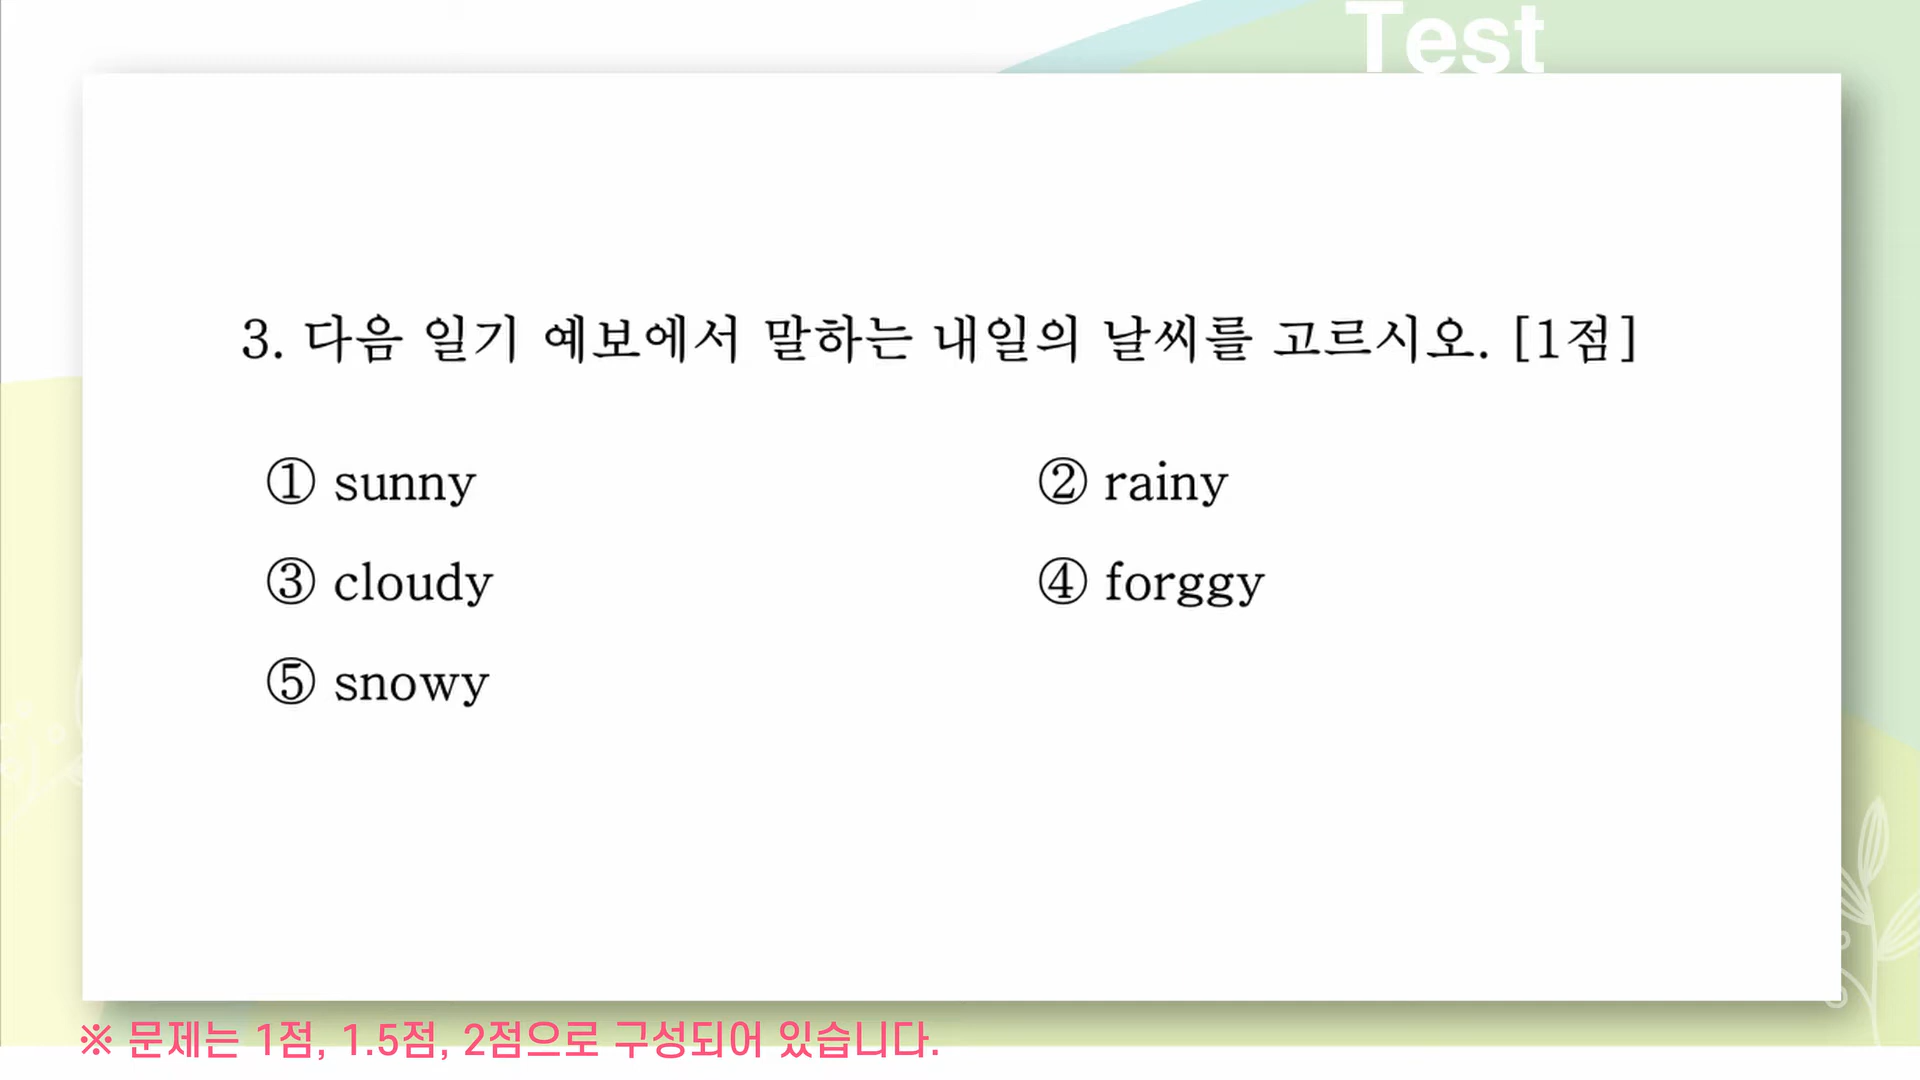 Test
3. 다음 일기 예보에서 말하는 내일의 날씨를 고르시오. [1점]
① sunny ② rainy
③ cloudy ④ forggy
⑤ snowy
※ 문제는 1점, 1.5점, 2점으로 구성되어 있습니다.